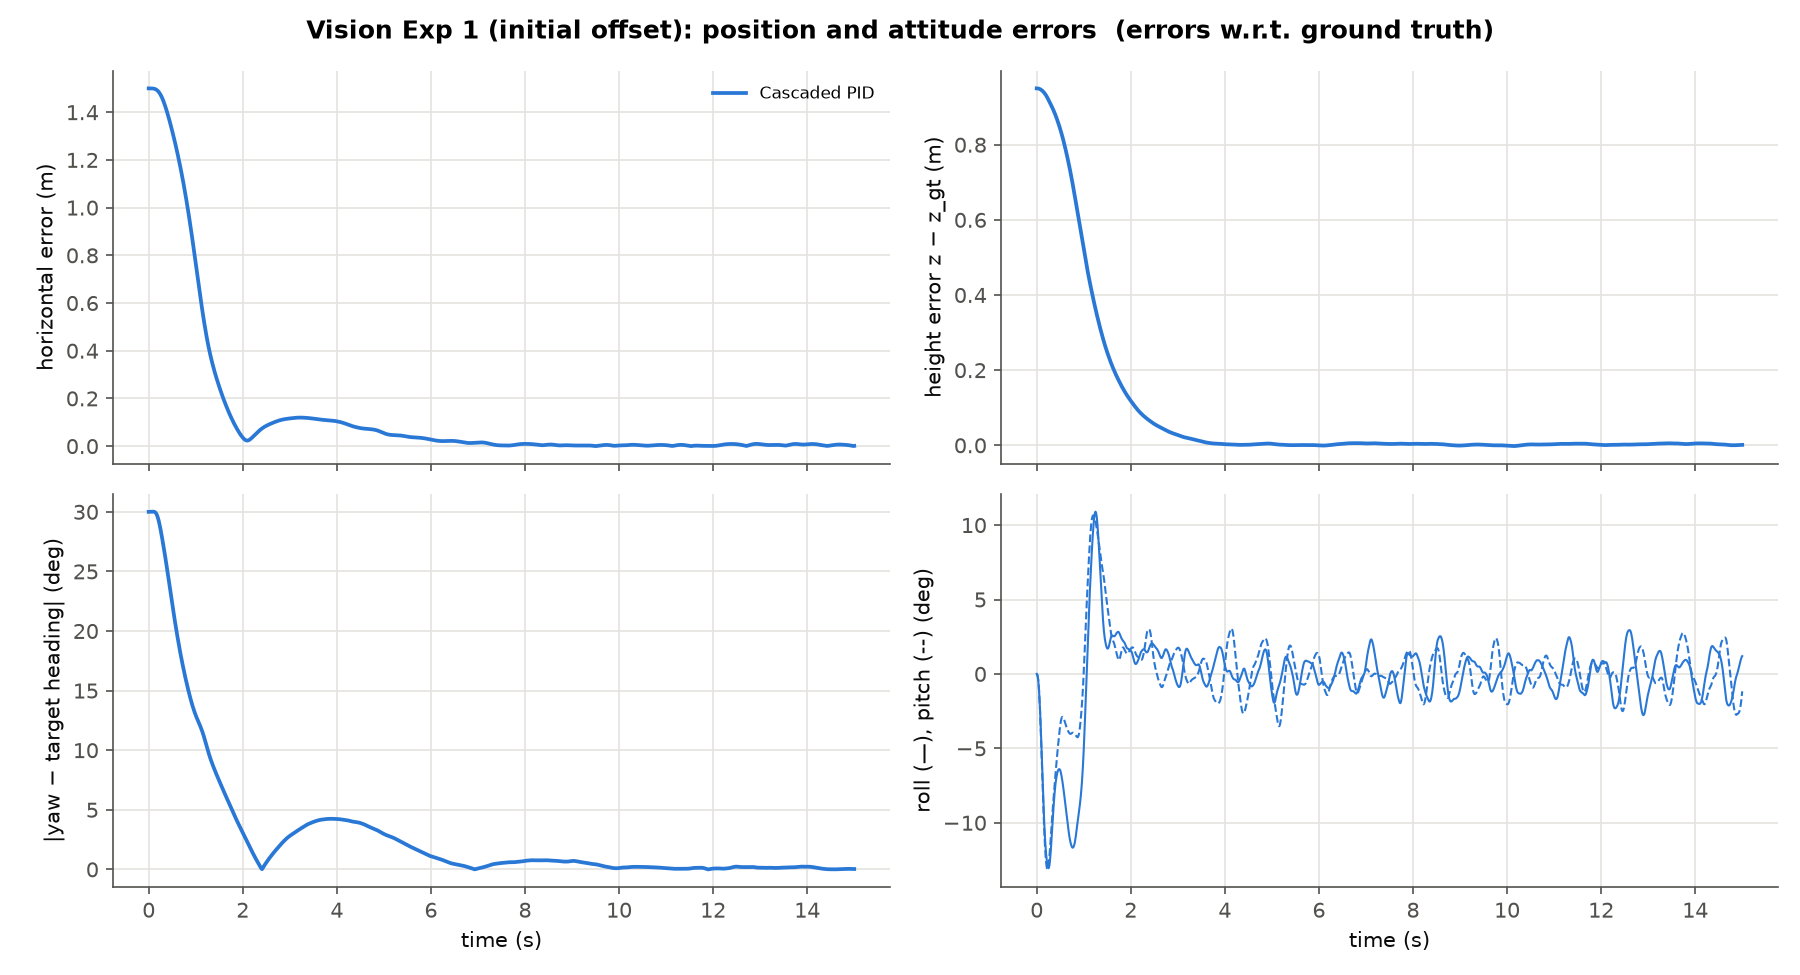 Vision Exp 1 (initial offset): position and attitude errors  (errors w.r.t. ground truth)
horizontal error (m)
1.4
1.2
1.0
0.8
0.6
0.4
0.2
0.0
Cascaded PID
height error z − z_gt (m)
0.8
0.6
0.4
0.2
0.0
|yaw − target heading| (deg)
30
25
20
15
10
5
0
0 2 4 6 8 10 12 14
time (s)
roll (—), pitch (--) (deg)
10
5
0
−5
−10
0 2 4 6 8 10 12 14
time (s)